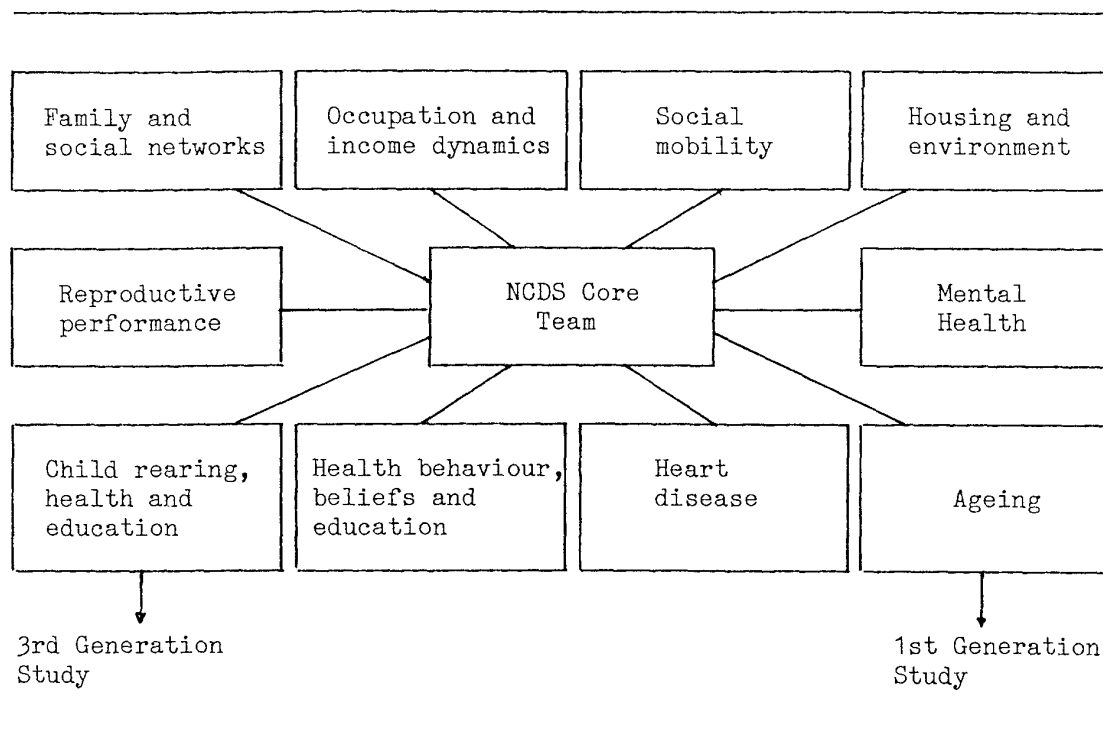 Family and
social networks
Occupation and
income dynamics
Social
mobility
Housing and
environment
Reproductive
performance
NCDS Core
Team
Mental
Health
Child rearing,
health and
education
Health behaviour,
beliefs and
education
Heart
disease
Ageing
3rd Generation
Study
1st Generation
Study